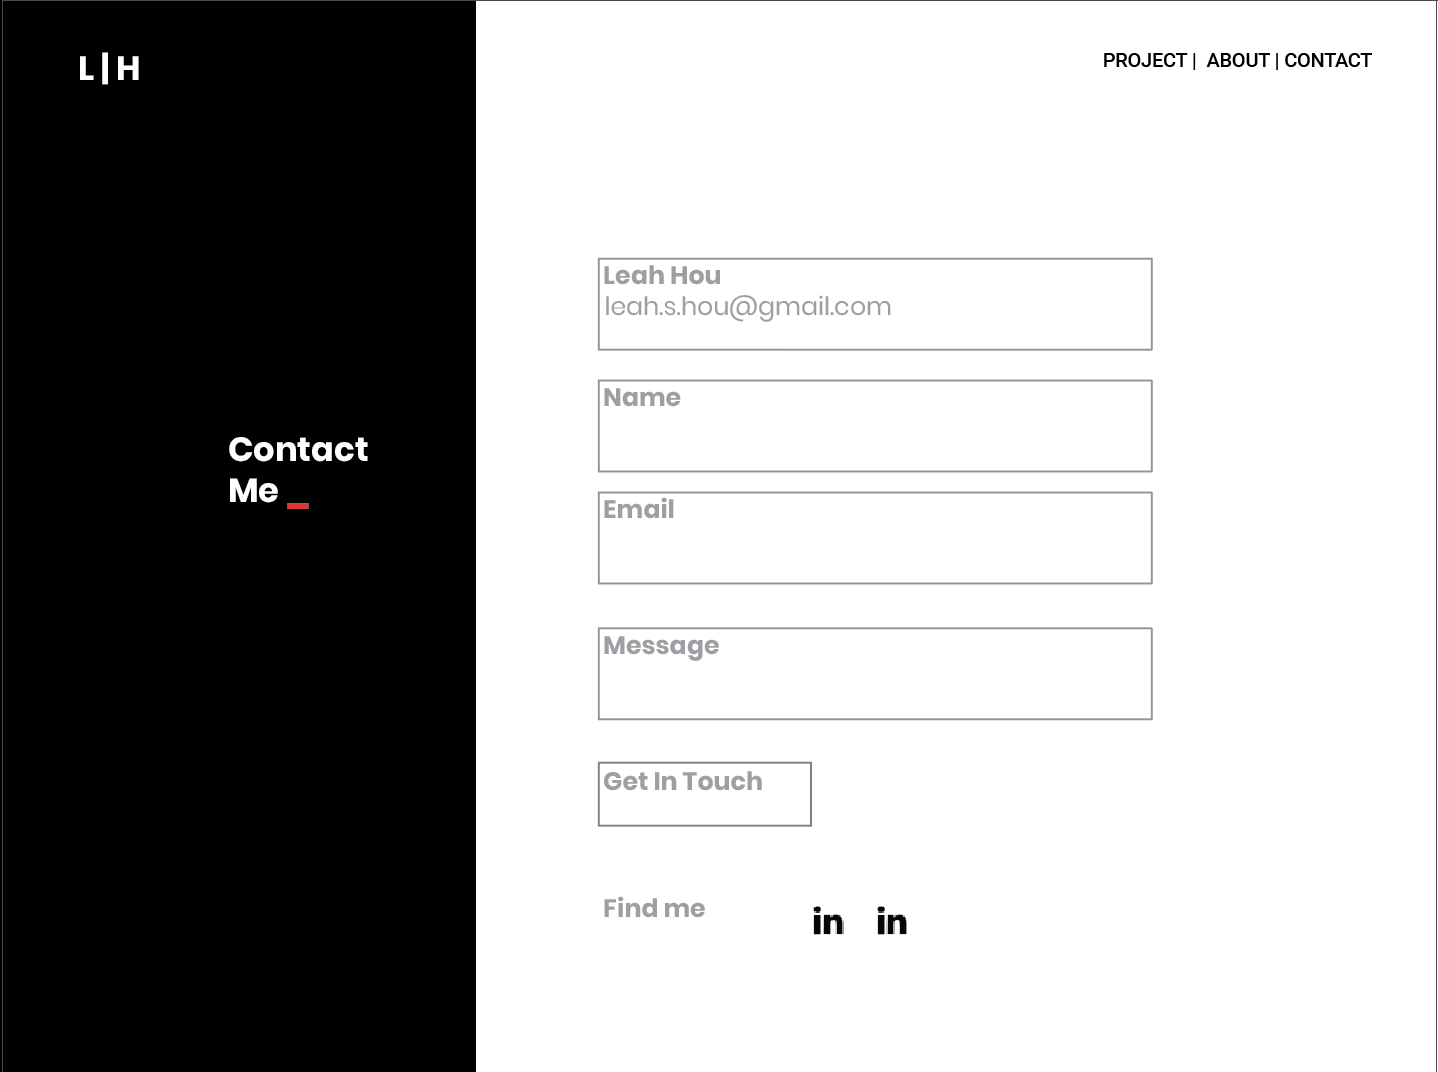 L|H
PROJECT | ABOUT | CONTACT
Contact
Me _
Leah Hou
leah.s.hou@gmail.com
Name
Email
Message
Get In Touch
Find me
in in